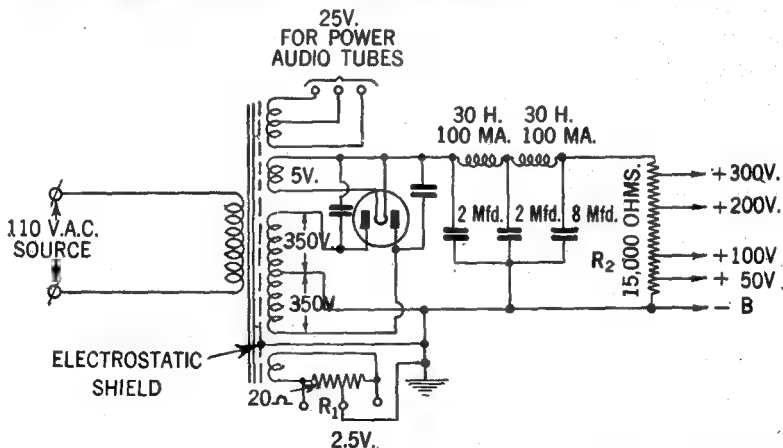 25V.
FOR POWER
AUDIO TUBES
30 H. 30 H.
100 MA. 100 MA.
5V.
110 V.A.C.
SOURCE
350V
350V
2 Mfd. 2 Mfd. 8 Mfd.
R2
15,000 OHMS.
+300V.
+200V.
+100V
+ 50V.
- B
ELECTROSTATIC
SHIELD
20Ω
R1
2.5V.